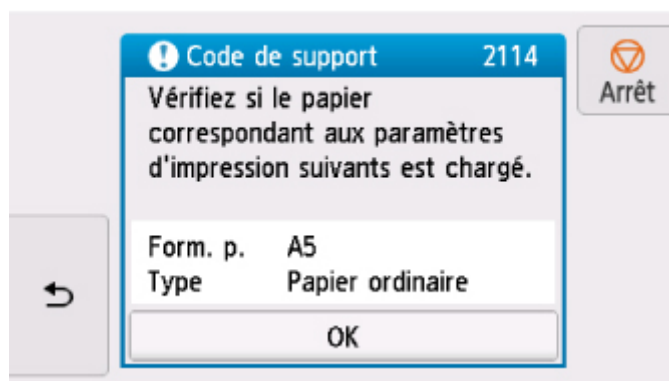 Code de support 2114
Arrêt
Vérifiez si le papier
correspondant aux paramètres
d'impression suivants est chargé.
Form. p. A5
Type Papier ordinaire
OK